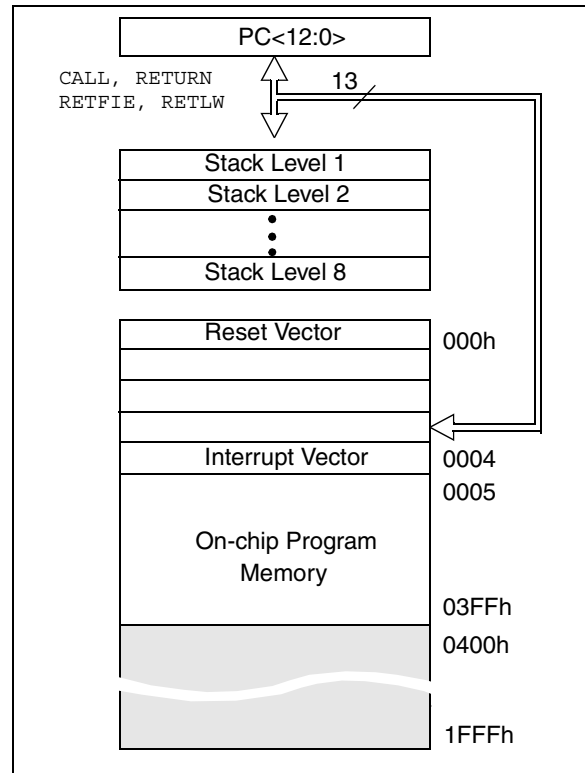 PC<12:0>
CALL, RETURN
RETFIE, RETLW
13
Stack Level 1
Stack Level 2
Stack Level 8
Reset Vector
000h
Interrupt Vector
0004
0005
On-chip Program
Memory
03FFh
0400h
1FFFh